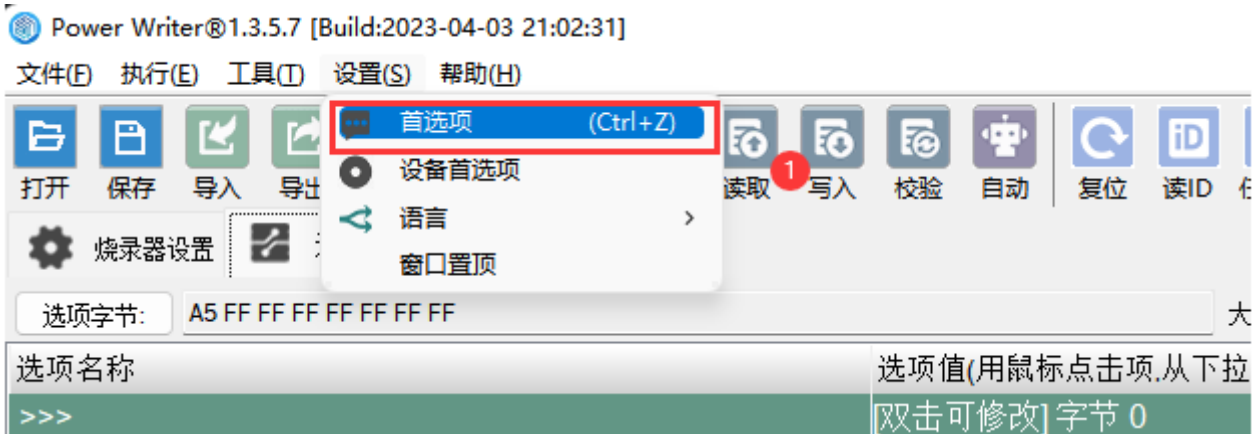 Power Writer®1.3.5.7 [Build:2023-04-03 21:02:31]
文件(F) 执行(E) 工具(T) 设置(S) 帮助(H)
首选项 (Ctrl+Z)
设备首选项
语言
窗口置顶
打开 保存 导入 导出 读取 1 写入 校验 自动 复位 读ID
烧录器设置
选项字节: A5 FF FF FF FF FF FF FF 大
选项名称 选项值(用鼠标点击项.从下拉
>>> [双击可修改] 字节 0